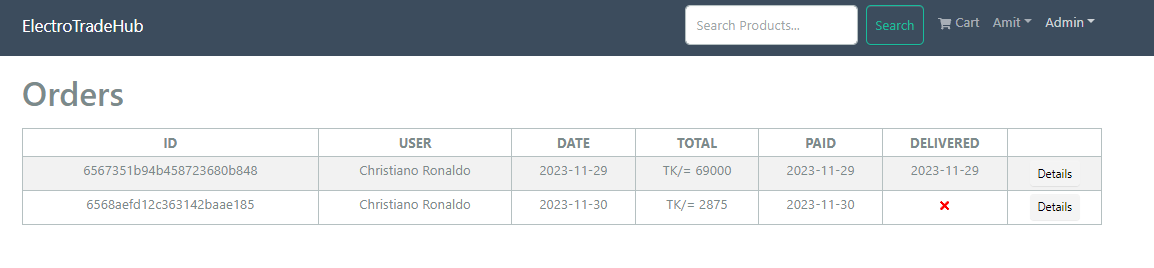 ElectroTradeHub Search Products... Search Cart Amit Admin
Orders
ID USER DATE TOTAL PAID DELIVERED
6567351b94b458723680b848 Christiano Ronaldo 2023-11-29 TK/= 69000 2023-11-29 2023-11-29 Details
6568aefd12c363142baae185 Christiano Ronaldo 2023-11-30 TK/= 2875 2023-11-30 Details